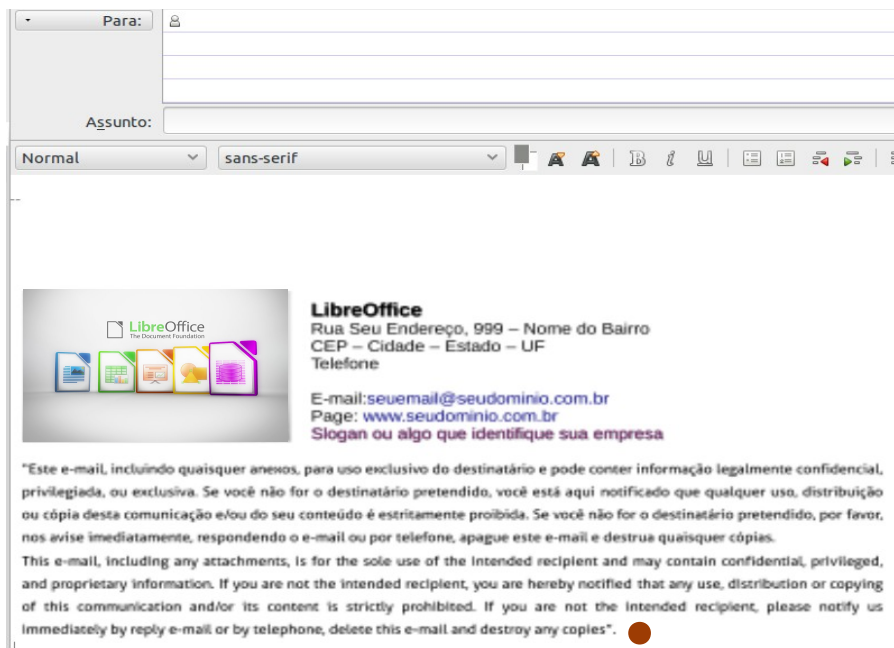 Para:
Assunto:
Normal
sans-serif
--
LibreOffice
The Document Foundation
LibreOffice
Rua Seu Endereço, 999 – Nome do Bairro
CEP – Cidade – Estado – UF
Telefone
E-mail:seuemail@seudominio.com.br
Page: www.seudominio.com.br
Slogan ou algo que identifique sua empresa
"Este e-mail, incluindo quaisquer anexos, para uso exclusivo do destinatário e pode conter informação legalmente confidencial,
privilegiada, ou exclusiva. Se você não for o destinatário pretendido, você está aqui notificado que qualquer uso, distribuição
ou cópia desta comunicação e/ou do seu conteúdo é estritamente proibida. Se você não for o destinatário pretendido, por favor,
nos avise imediatamente, respondendo o e-mail ou por telefone, apague este e-mail e destrua quaisquer cópias.
This e-mail, including any attachments, is for the sole use of the intended recipient and may contain confidential, privileged,
and proprietary information. If you are not the intended recipient, you are hereby notified that any use, distribution or copying
of this communication and/or its content is strictly prohibited. If you are not the intended recipient, please notify us
immediately by reply e-mail or by telephone, delete this e-mail and destroy any copies".